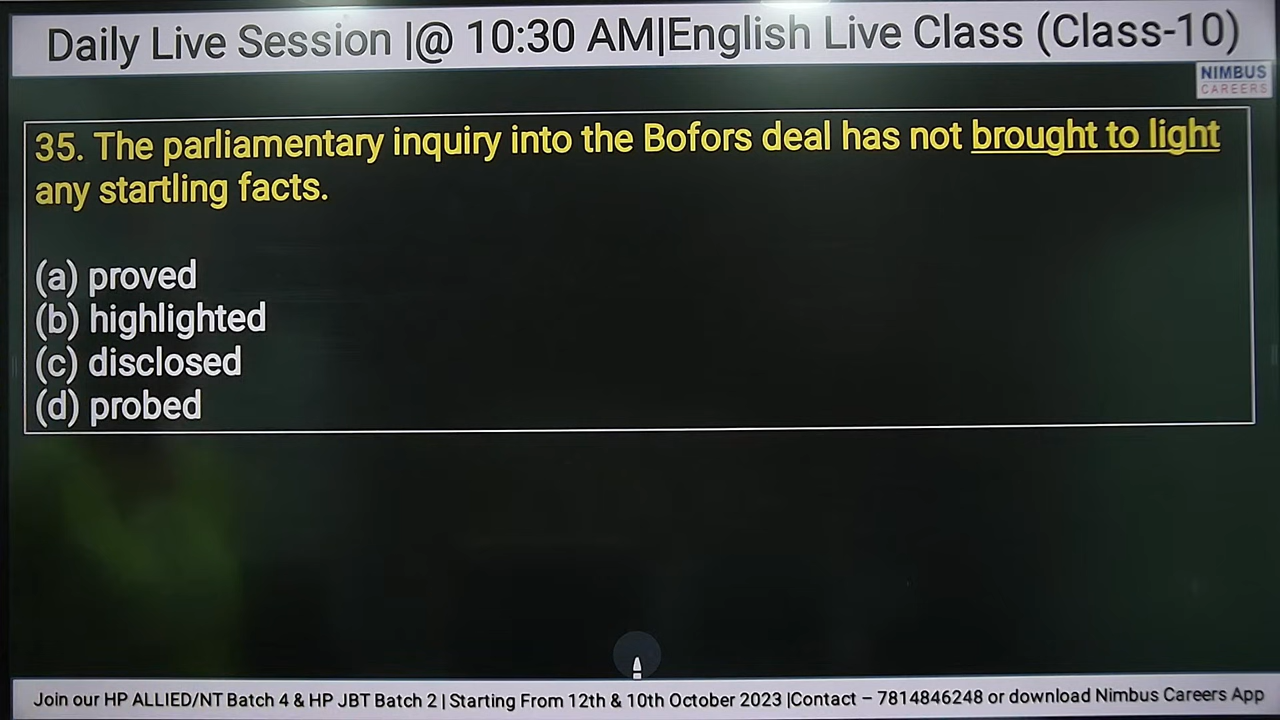 Daily Live Session |@ 10:30 AM|English Live Class (Class-10)
NIMBUS
CAREERS
35. The parliamentary inquiry into the Bofors deal has not brought to light
any startling facts.
(a) proved
(b) highlighted
(c) disclosed
(d) probed
Join our HP ALLIED/NT Batch 4 & HP JBT Batch 2 | Starting From 12th & 10th October 2023 |Contact – 7814846248 or download Nimbus Careers App